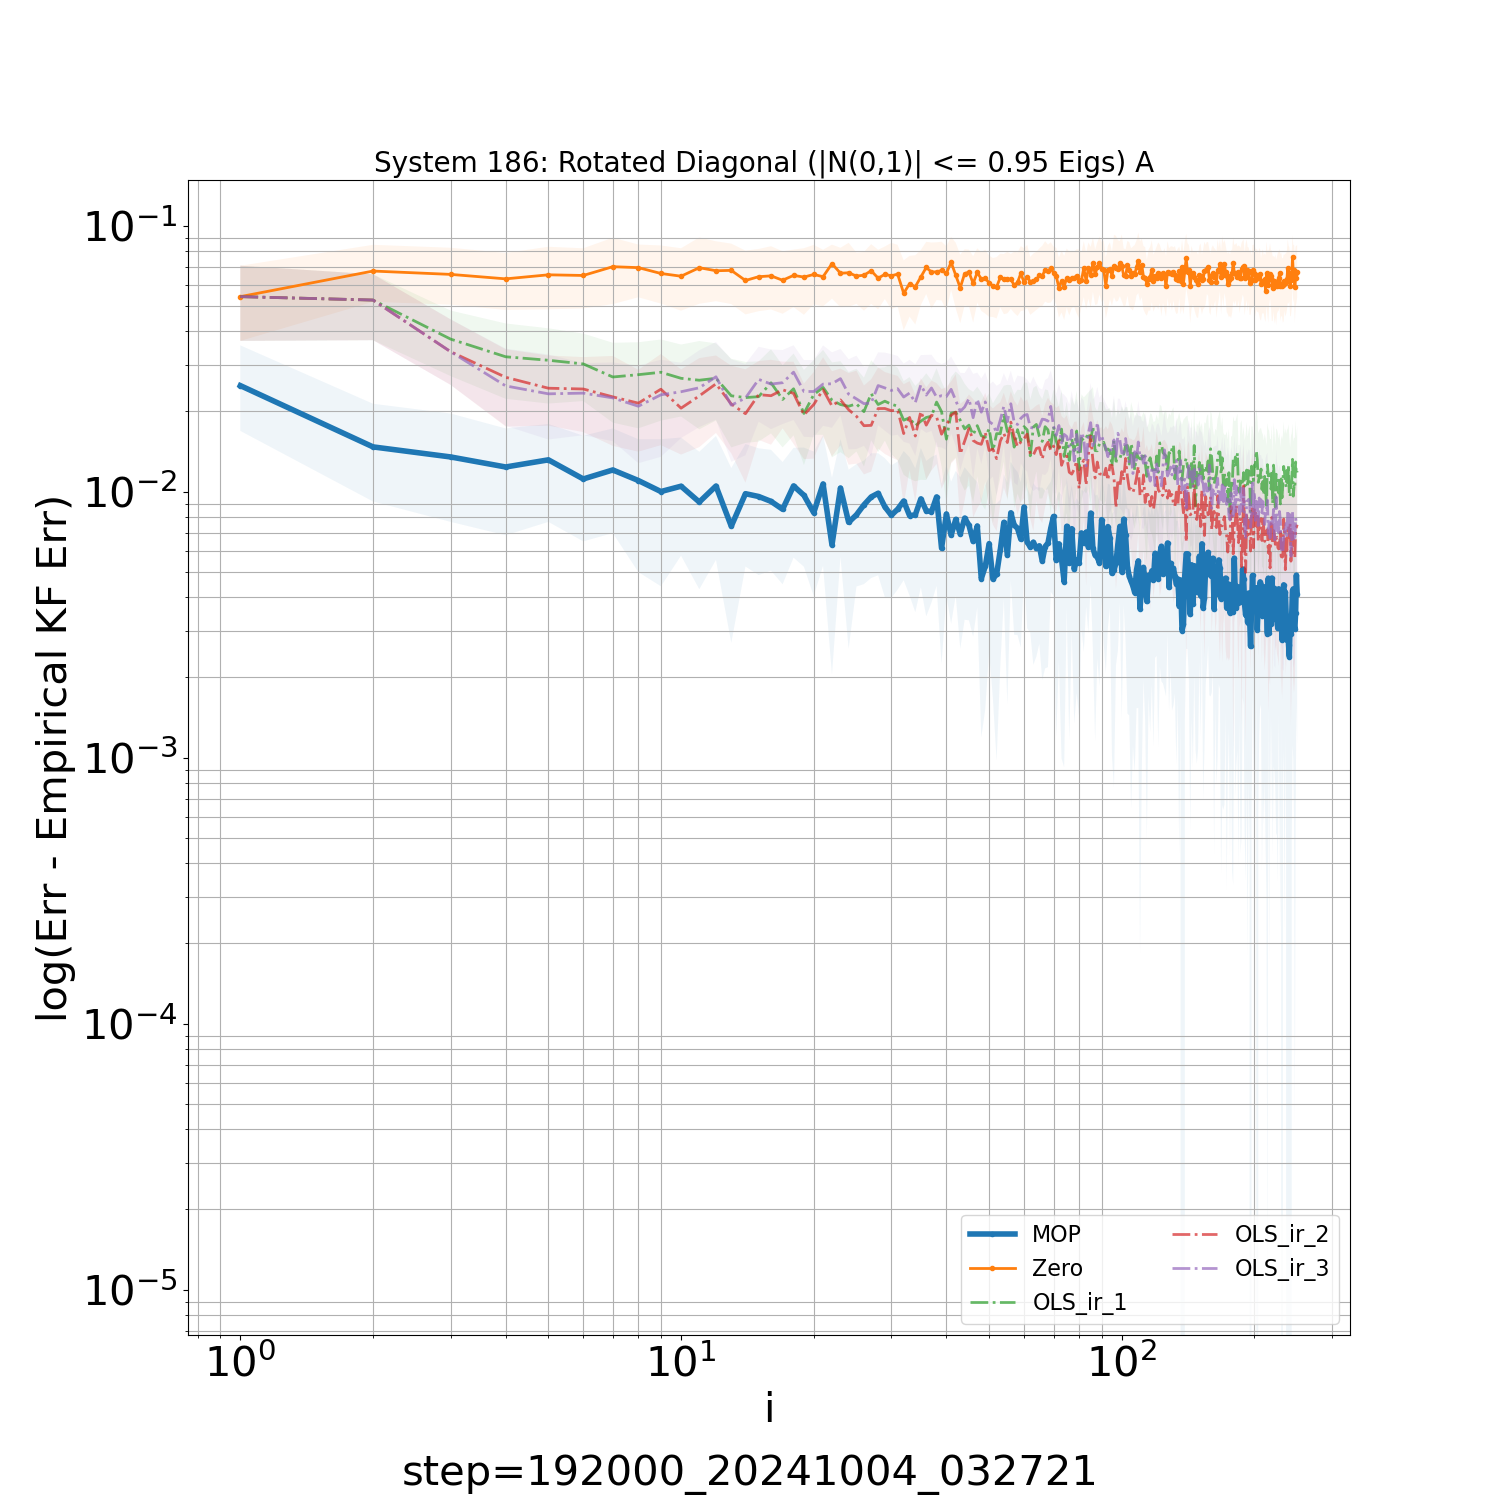 System 186: Rotated Diagonal (|N(0,1)| <= 0.95 Eigs) A
log(Err - Empirical KF Err)
10⁻¹
10⁻²
10⁻³
10⁻⁴
10⁻⁵
MOP
Zero
OLS_ir_1
OLS_ir_2
OLS_ir_3
10⁰ 10¹ 10²
i
step=192000_20241004_032721